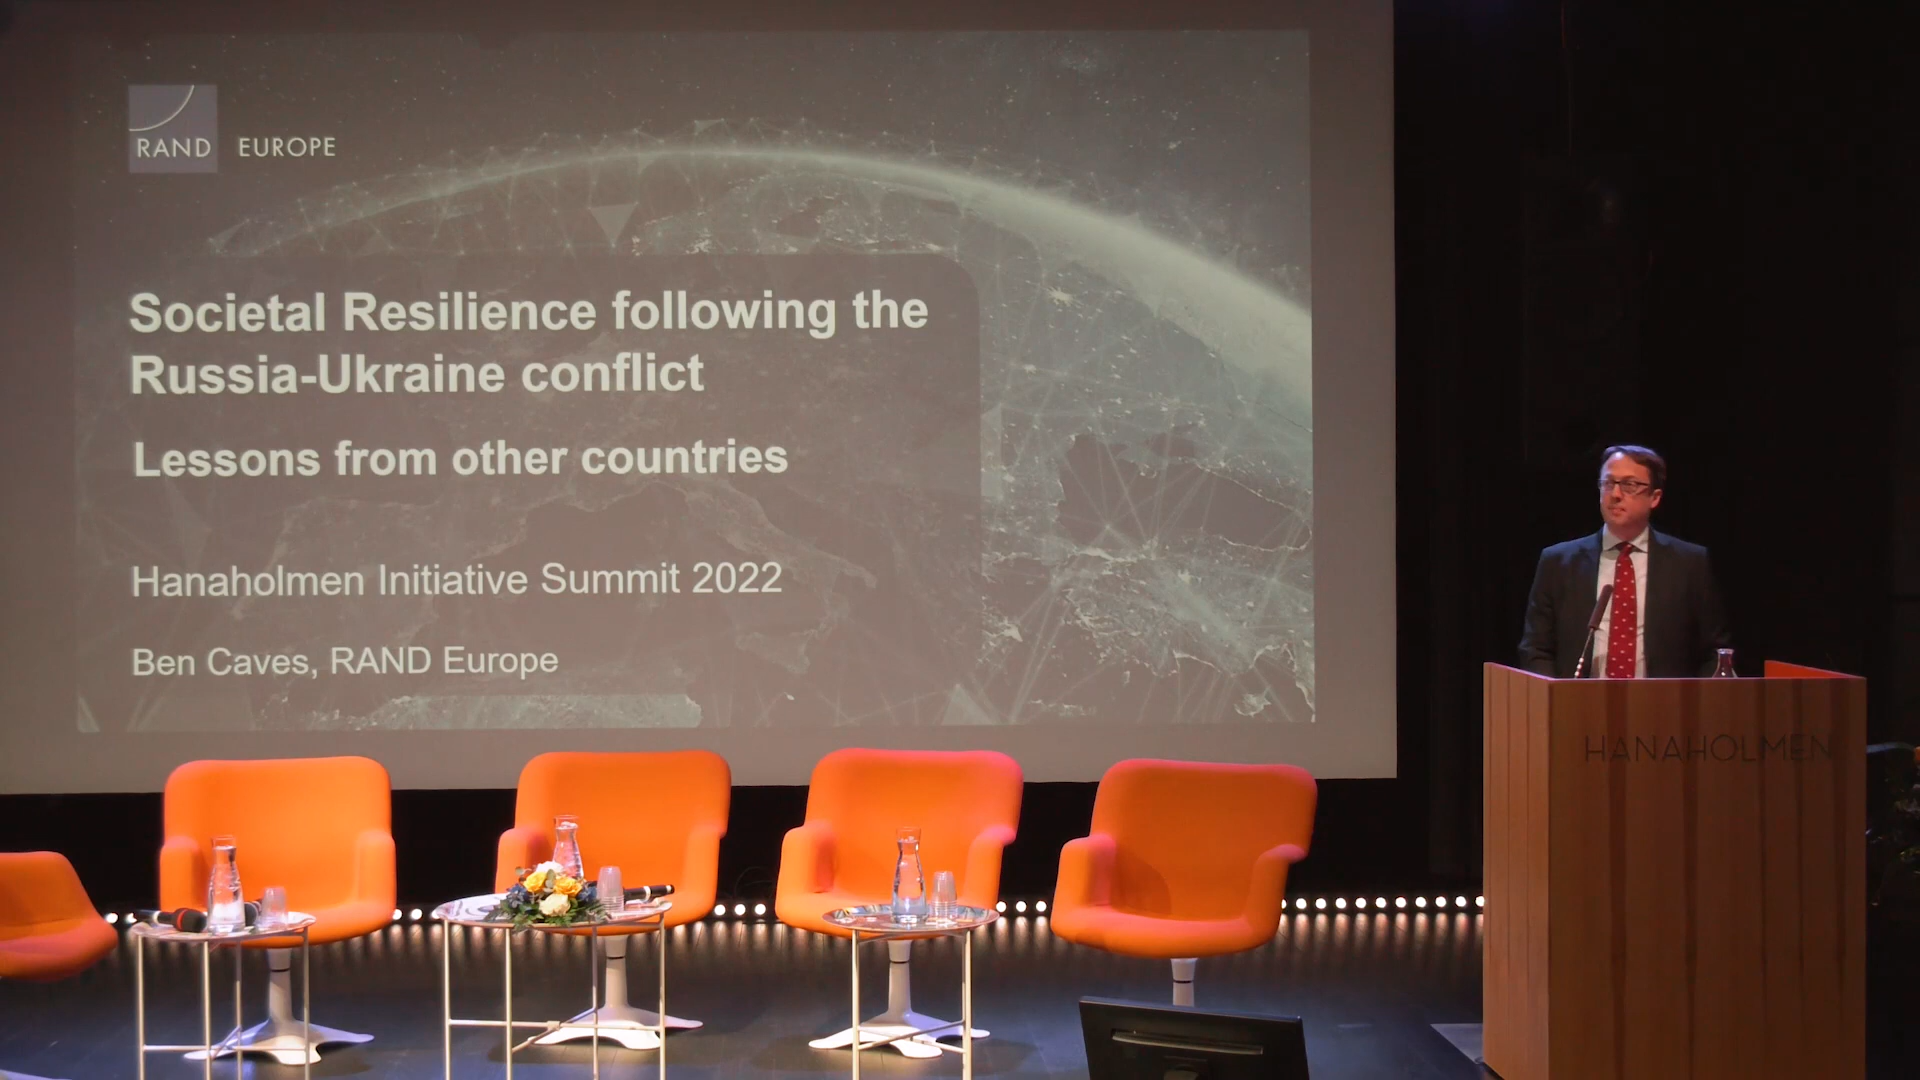 RAND EUROPE
Societal Resilience following the
Russia-Ukraine conflict
Lessons from other countries
Hanaholmen Initiative Summit 2022
Ben Caves, RAND Europe
HANAHOLMEN